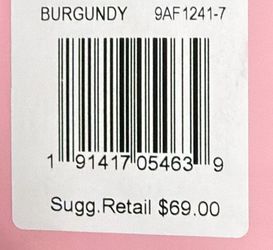 BURGUNDY 9AF1241-7
1 91417 05463 9
Sugg.Retail $69.00